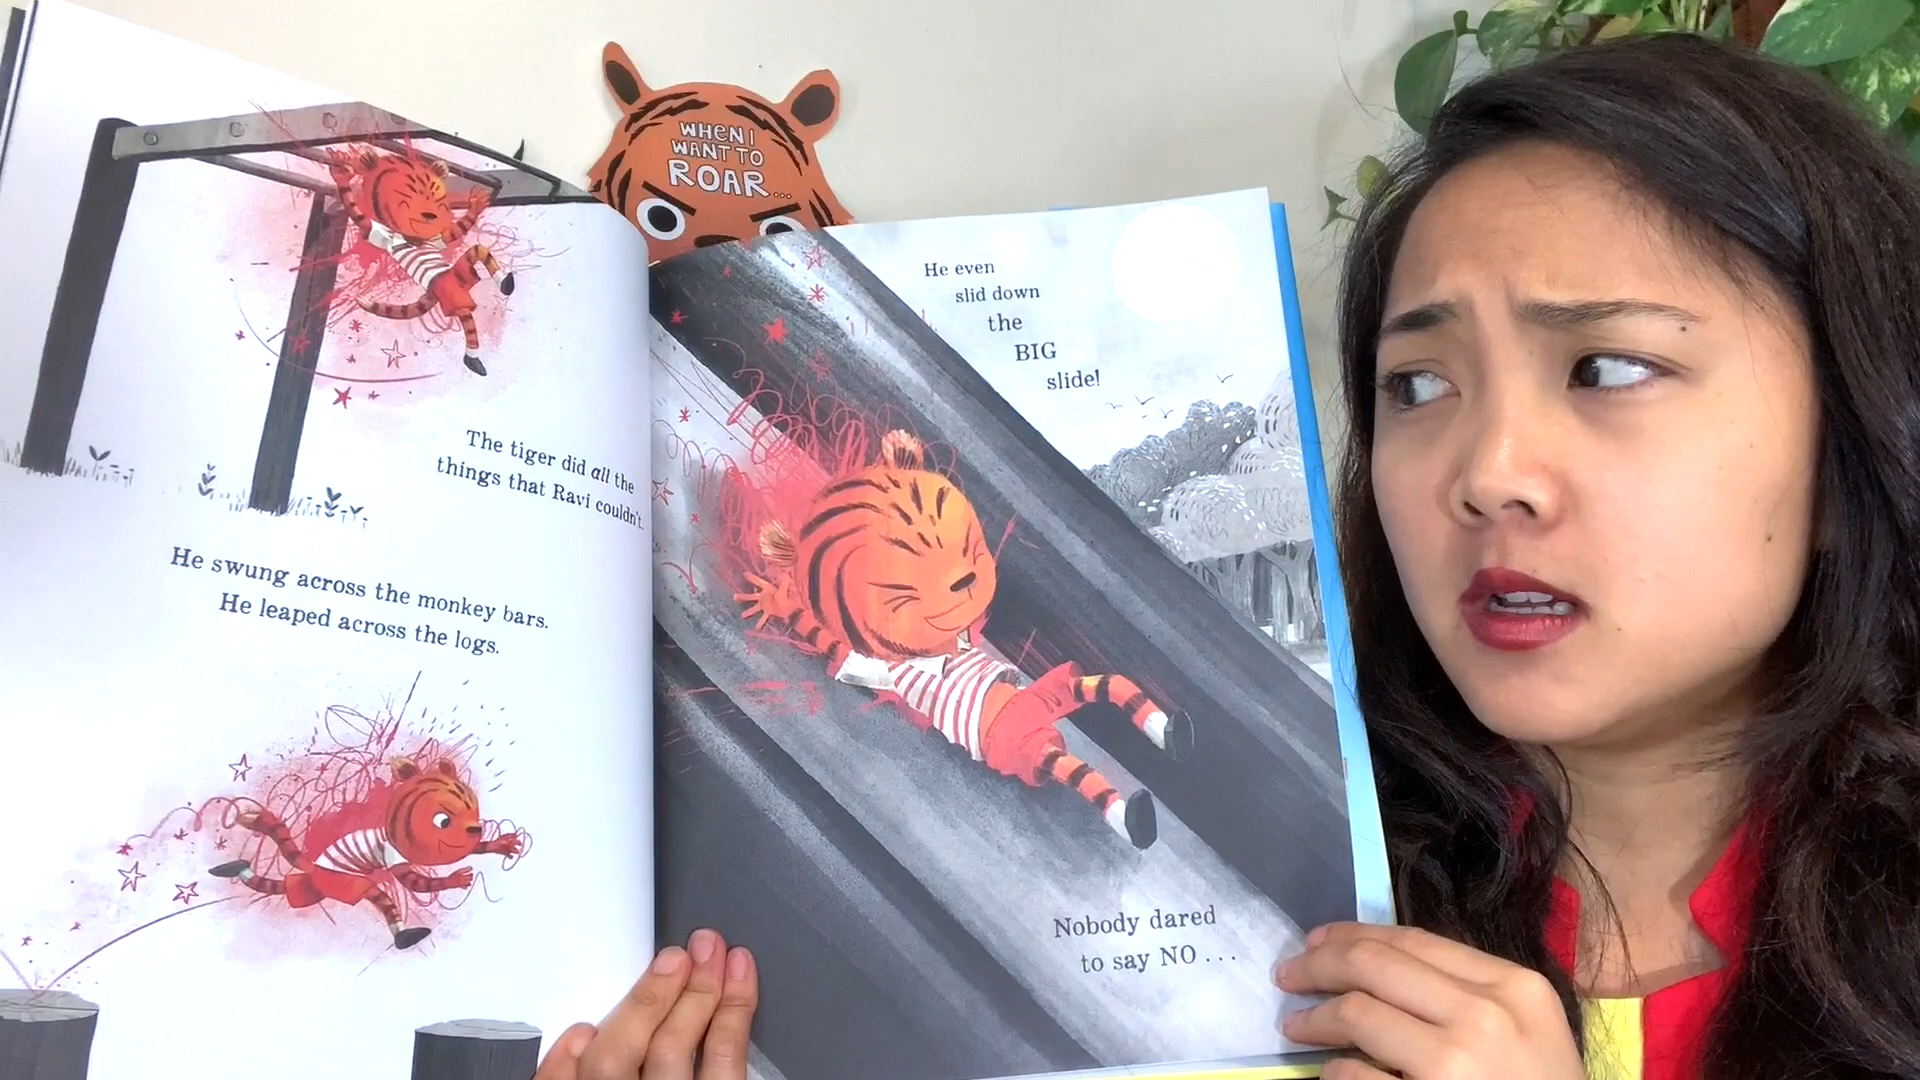 WHEN I
WANT TO
ROAR...
The tiger did all the
things that Ravi couldn't.
He swung across the monkey bars.
He leaped across the logs.
He even
slid down
the
BIG
slide!
Nobody dared
to say NO...